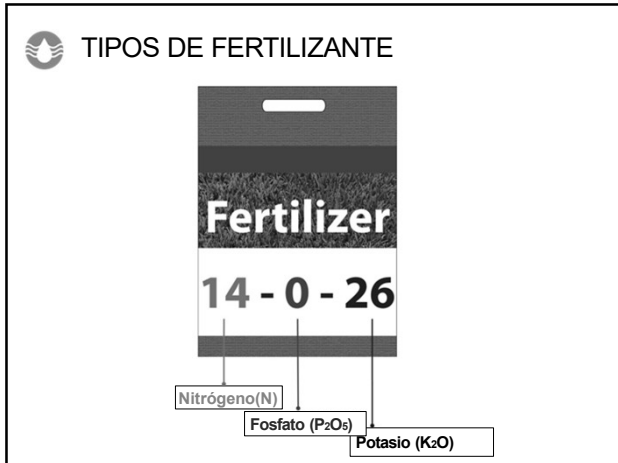 TIPOS DE FERTILIZANTE
Fertilizer
14 - 0 - 26
Nitrógeno(N)
Fosfato (P₂O₅)
Potasio (K₂O)